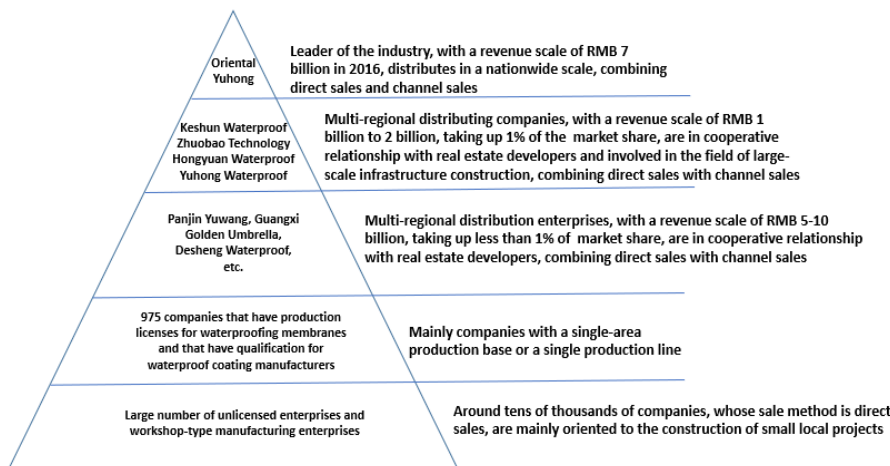 Oriental
Yuhong
Leader of the industry, with a revenue scale of RMB 7
billion in 2016, distributes in a nationwide scale, combining
direct sales and channel sales
Keshun Waterproof
Zhuobao Technology
Hongyuan Waterproof
Yuhong Waterproof
Multi-regional distributing companies, with a revenue scale of RMB 1
billion to 2 billion, taking up 1% of the market share, are in cooperative
relationship with real estate developers and involved in the field of large-
scale infrastructure construction, combining direct sales with channel sales
Panjin Yuwang, Guangxi
Golden Umbrella,
Desheng Waterproof,
etc.
Multi-regional distribution enterprises, with a revenue scale of RMB 5-10
billion, taking up less than 1% of market share, are in cooperative relationship
with real estate developers, combining direct sales with channel sales
975 companies that have production
licenses for waterproofing membranes
and that have qualification for
waterproof coating manufacturers
Mainly companies with a single-area
production base or a single production line
Large number of unlicensed enterprises and
workshop-type manufacturing enterprises
Around tens of thousands of companies, whose sale method is direct
sales, are mainly oriented to the construction of small local projects